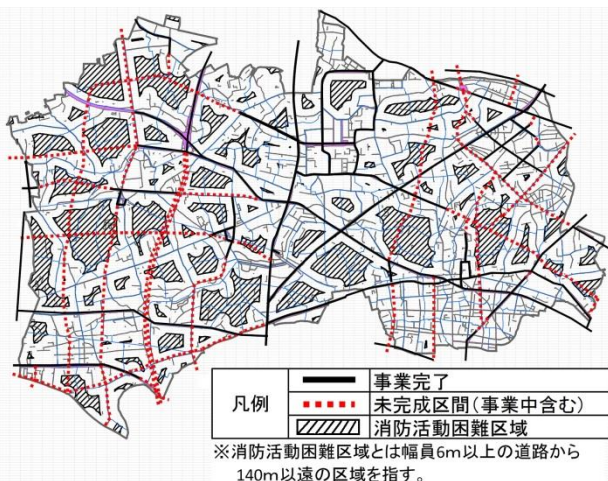 凡例
事業完了
未完成区間(事業中含む)
消防活動困難区域
※消防活動困難区域とは幅員6m以上の道路から
140m以遠の区域を指す。